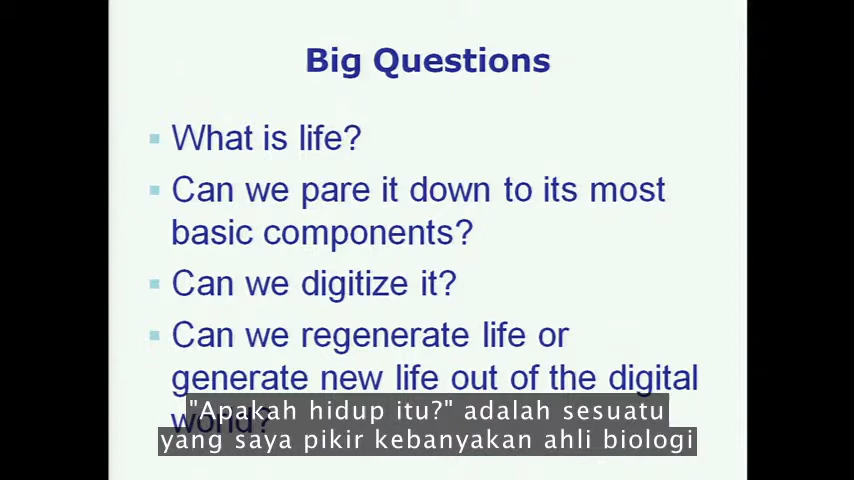 Big Questions
What is life?
Can we pare it down to its most
basic components?
Can we digitize it?
Can we regenerate life or
generate new life out of the digital
world?
"Apakah hidup itu?" adalah sesuatu
yang saya pikir kebanyakan ahli biologi